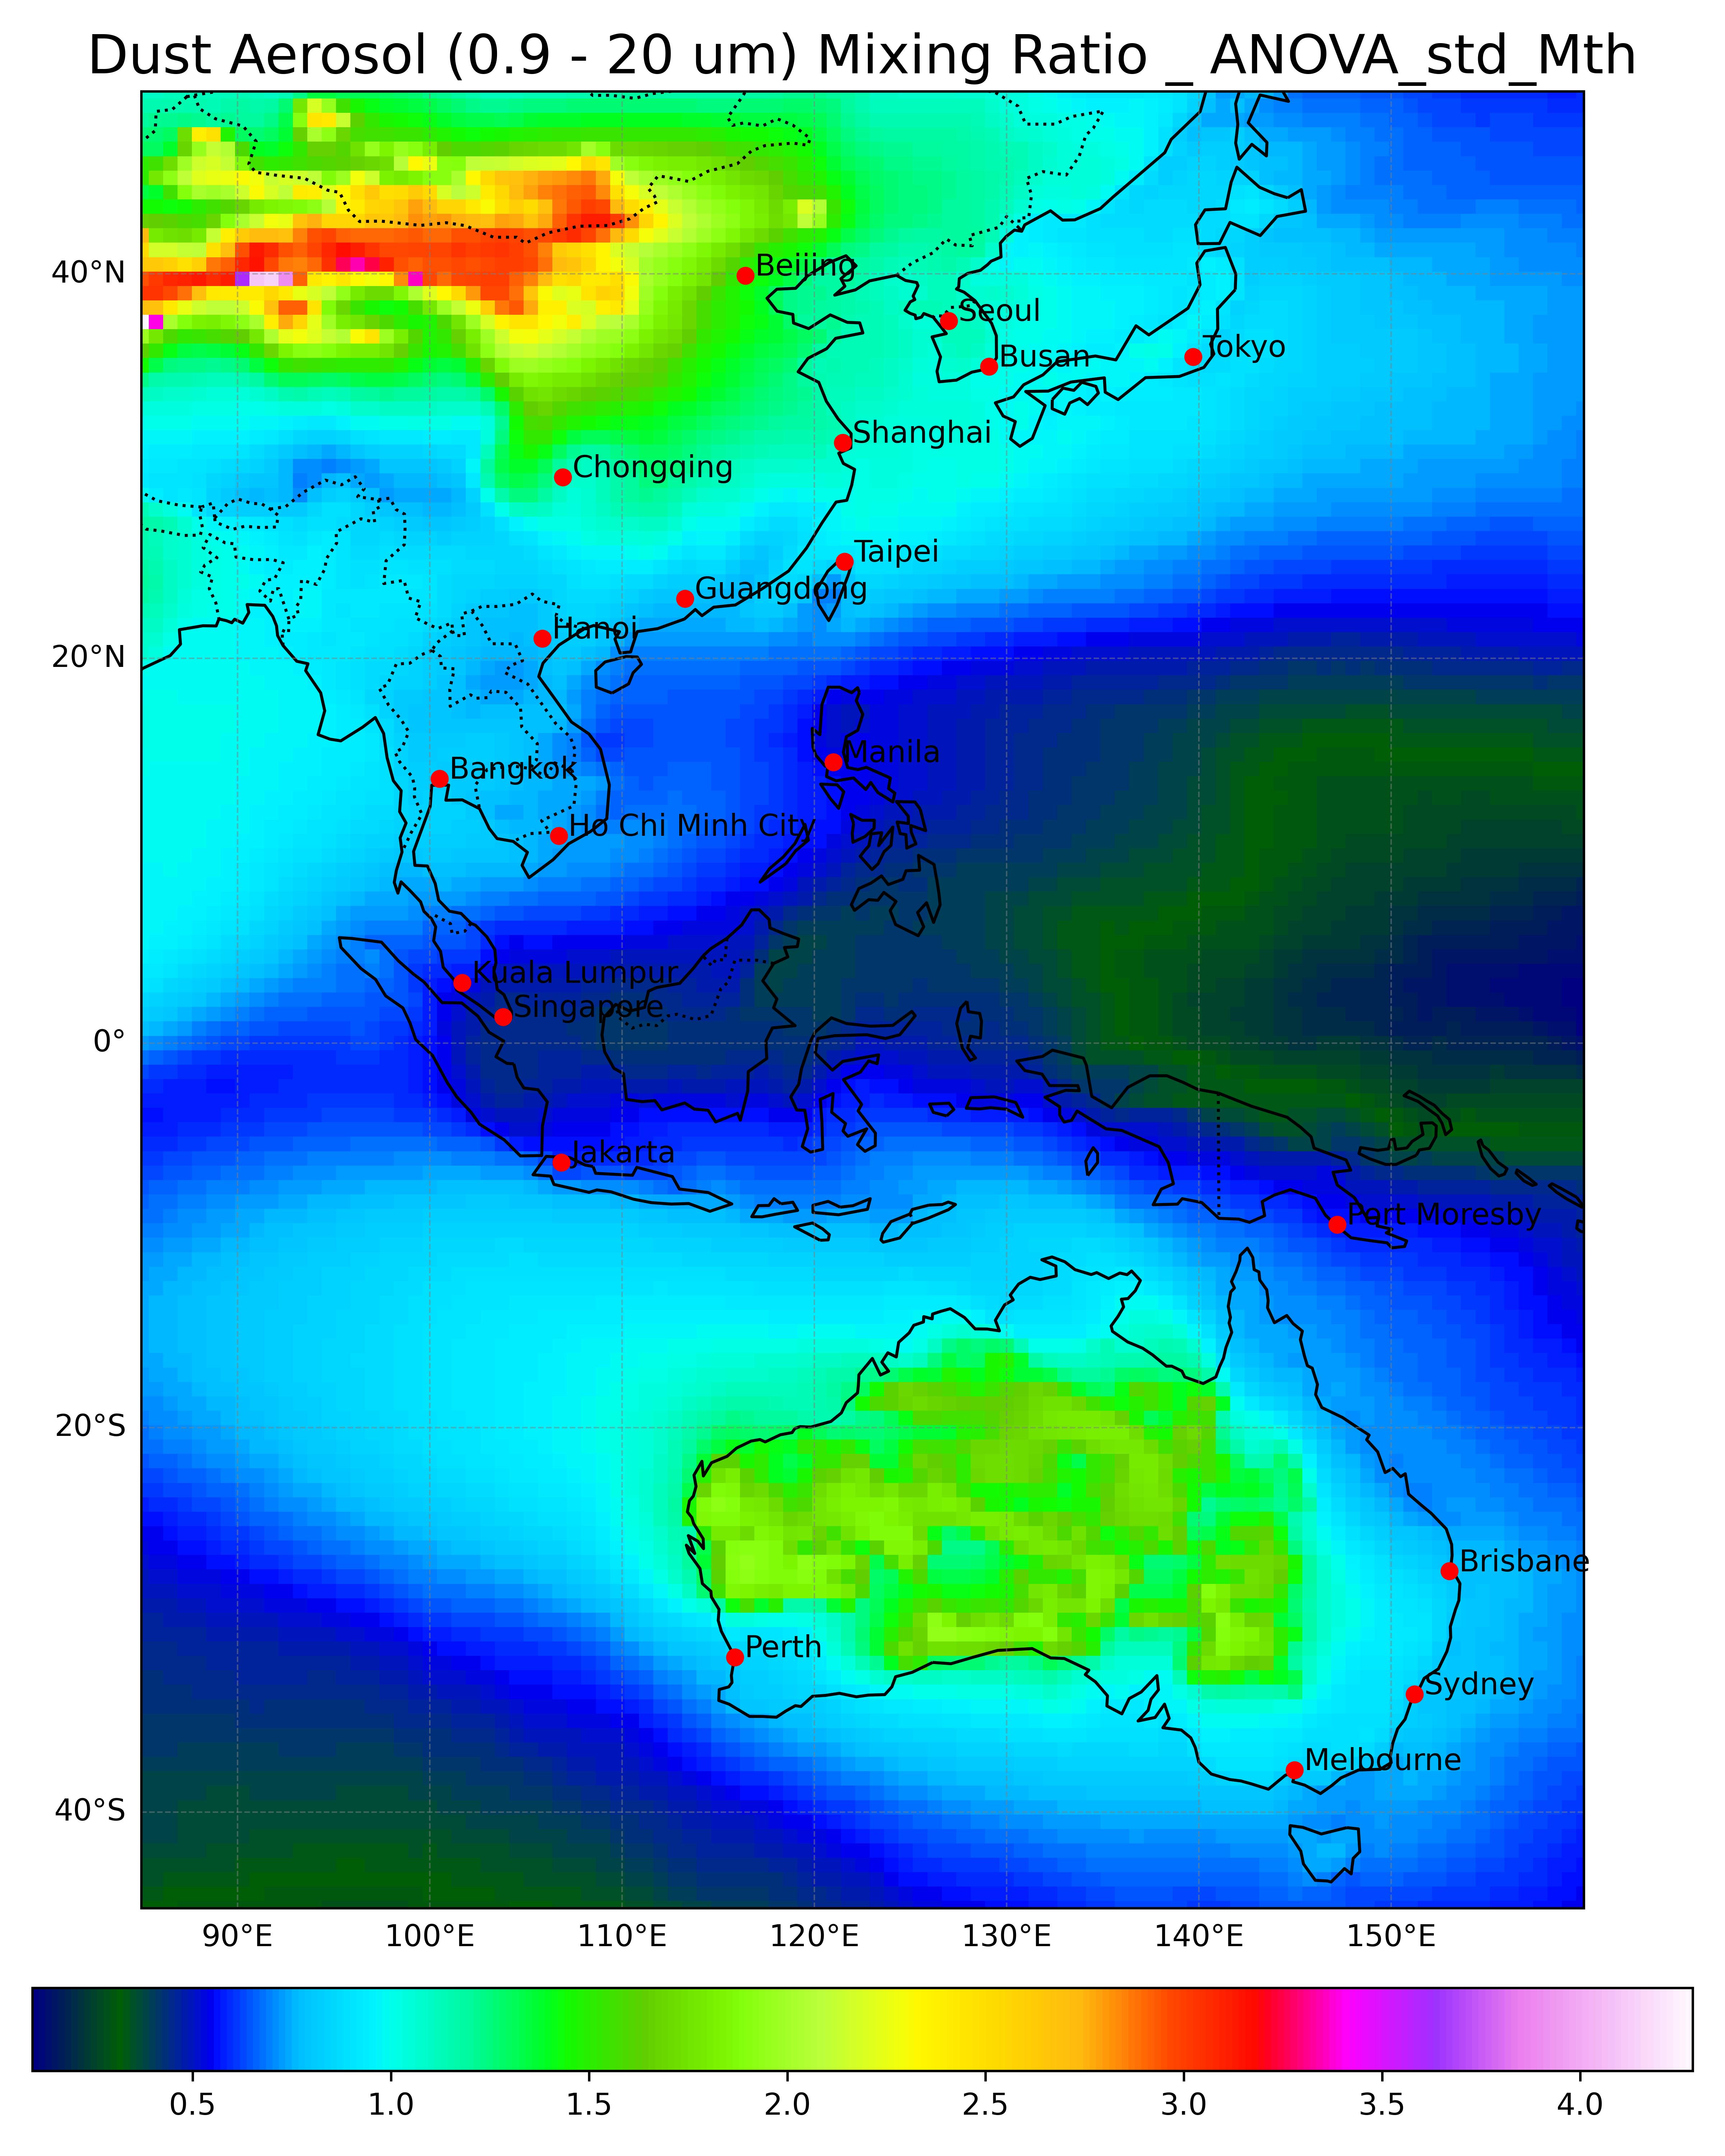 Dust Aerosol (0.9 - 20 um) Mixing Ratio _ ANOVA_std_Mth
40°N
Beijing
Seoul
Busan
Tokyo
Shanghai
Chongqing
Taipei
Guangdong
Hanoi
20°N
Manila
Bangkok
Ho Chi Minh City
Kuala Lumpur
Singapore
0°
Jakarta
Port Moresby
20°S
Brisbane
Perth
Sydney
Melbourne
40°S
90°E 100°E 110°E 120°E 130°E 140°E 150°E
0.5 1.0 1.5 2.0 2.5 3.0 3.5 4.0